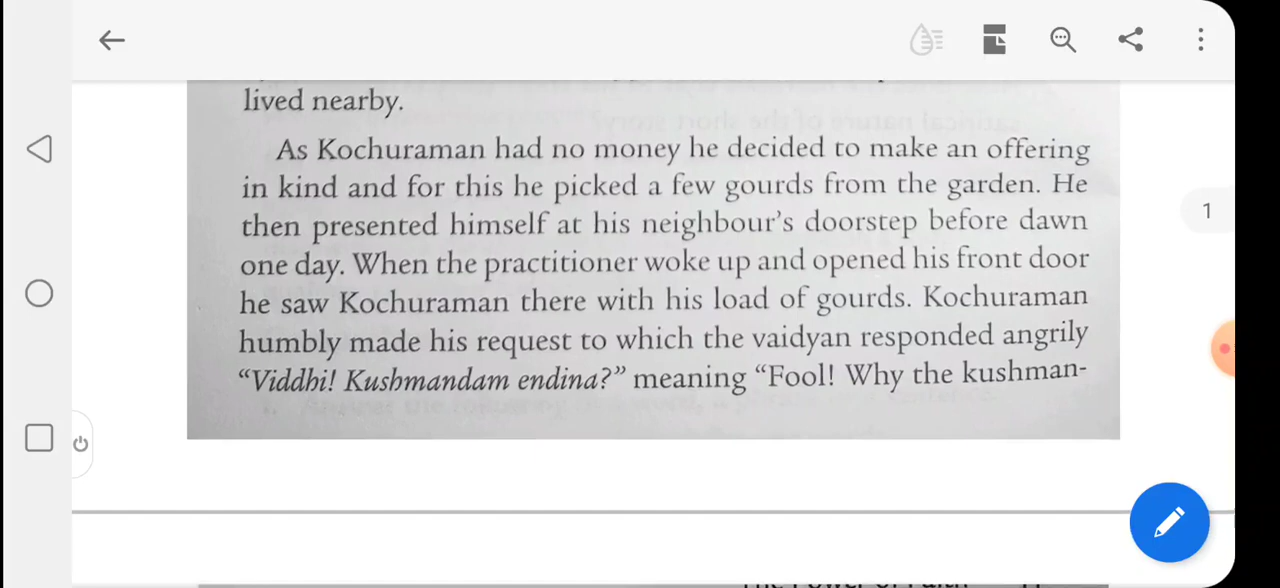 lived nearby.
As Kochuraman had no money he decided to make an offering
in kind and for this he picked a few gourds from the garden. He
then presented himself at his neighbour's doorstep before dawn
one day. When the practitioner woke up and opened his front door
he saw Kochuraman there with his load of gourds. Kochuraman
humbly made his request to which the vaidyan responded angrily
“Viddhi! Kushmandam endina?” meaning “Fool! Why the kushman-
1